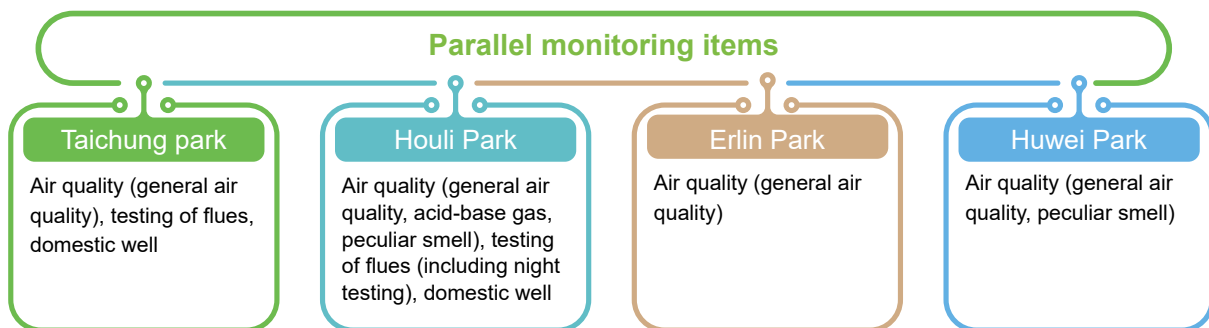 Parallel monitoring items
Taichung park
Air quality (general air
quality), testing of flues,
domestic well
Houli Park
Air quality (general air
quality, acid-base gas,
peculiar smell), testing
of flues (including night
testing), domestic well
Erlin Park
Air quality (general air
quality)
Huwei Park
Air quality (general air
quality, peculiar smell)